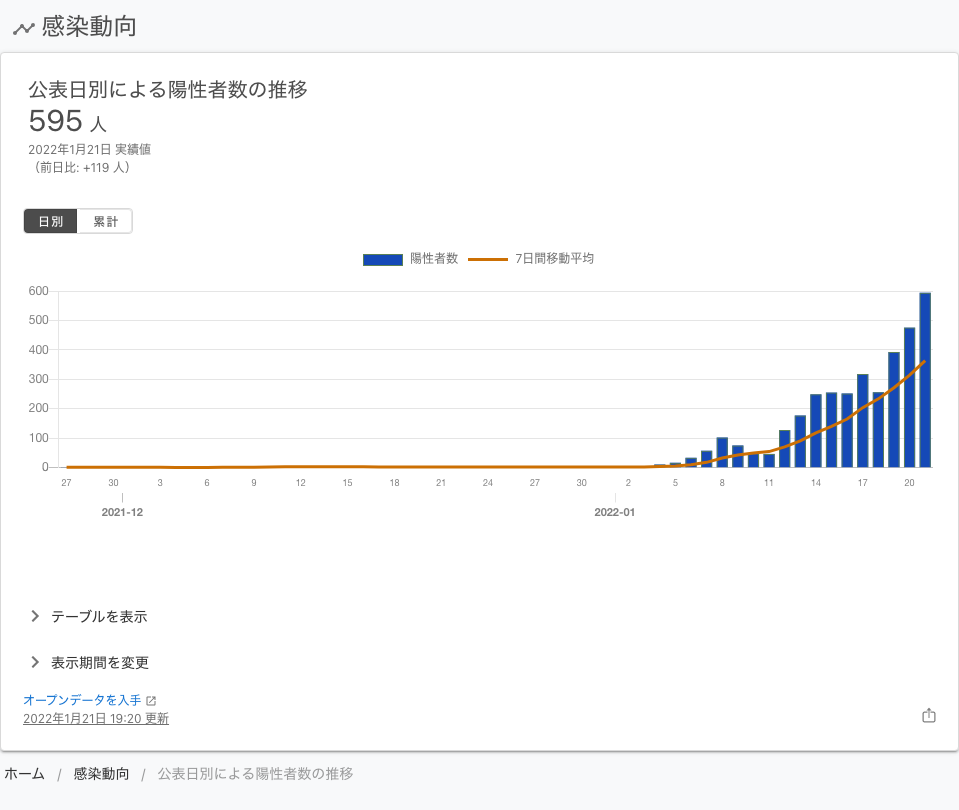 感染動向
公表日別による陽性者数の推移
595 人
2022年1月21日 実績値
（前日比: +119 人）
日別 累計
陽性者数 7日間移動平均
600
500
400
300
200
100
0
27 30 3 6 9 12 15 18 21 24 27 30 2 5 8 11 14 17 20
2021-12 2022-01
テーブルを表示
表示期間を変更
オープンデータを入手
2022年1月21日 19:20 更新
ホーム / 感染動向 / 公表日別による陽性者数の推移